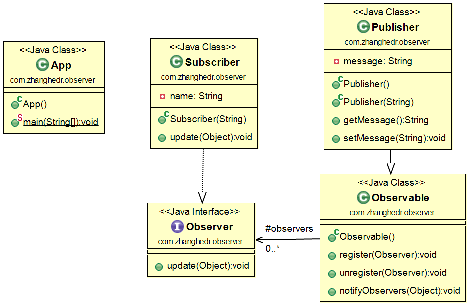 <<Java Class>>
App
com.zhanghedr.observer
App()
main(String[]):void
<<Java Class>>
Subscriber
com.zhanghedr.observer
name: String
Subscriber(String)
update(Object):void
<<Java Class>>
Publisher
com.zhanghedr.observer
message: String
Publisher()
Publisher(String)
getMessage():String
setMessage(String):void
<<Java Interface>>
Observer
com.zhanghedr.observer
update(Object):void
#observers
0..*
<<Java Class>>
Observable
com.zhanghedr.observer
Observable()
register(Observer):void
unregister(Observer):void
notifyObservers(Object):void